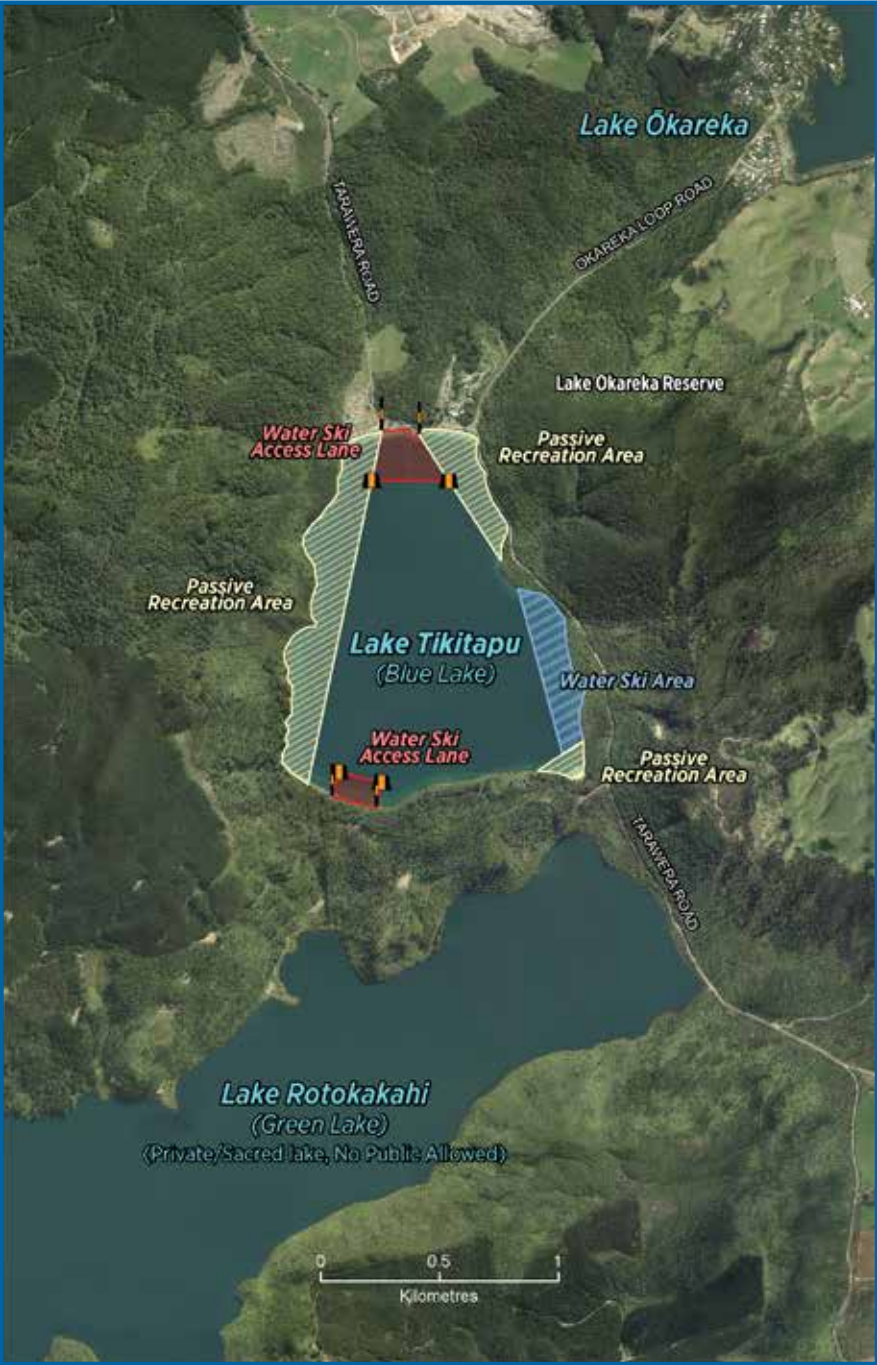 Lake Ōkareka
TARAWERA ROAD
OKAREKA LOOP ROAD
Lake Okareka Reserve
Water Ski
Access Lane
Passive
Recreation Area
Passive
Recreation Area
Lake Tikitapu
(Blue Lake)
Water Ski Area
Water Ski
Access Lane
Passive
Recreation Area
TARAWERA ROAD
Lake Rotokakahi
(Green Lake)
(Private/Sacred lake, No Public Allowed)
0 0.5 1
Kilometres